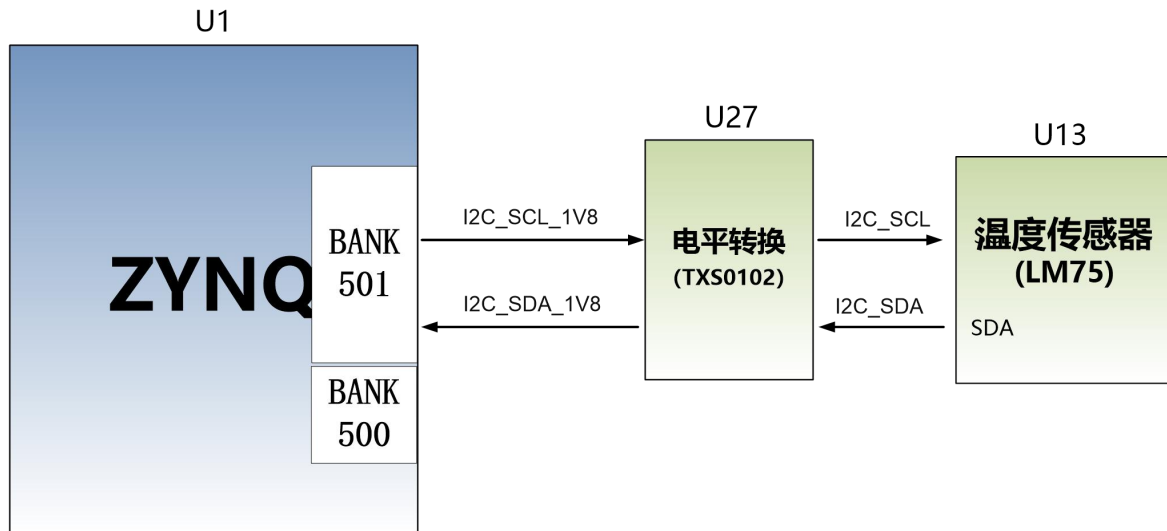 U1
ZYNQ
BANK
501
BANK
500
I2C_SCL_1V8
I2C_SDA_1V8
U27
电平转换
(TXS0102)
I2C_SCL
I2C_SDA
U13
温度传感器
(LM75)
SDA